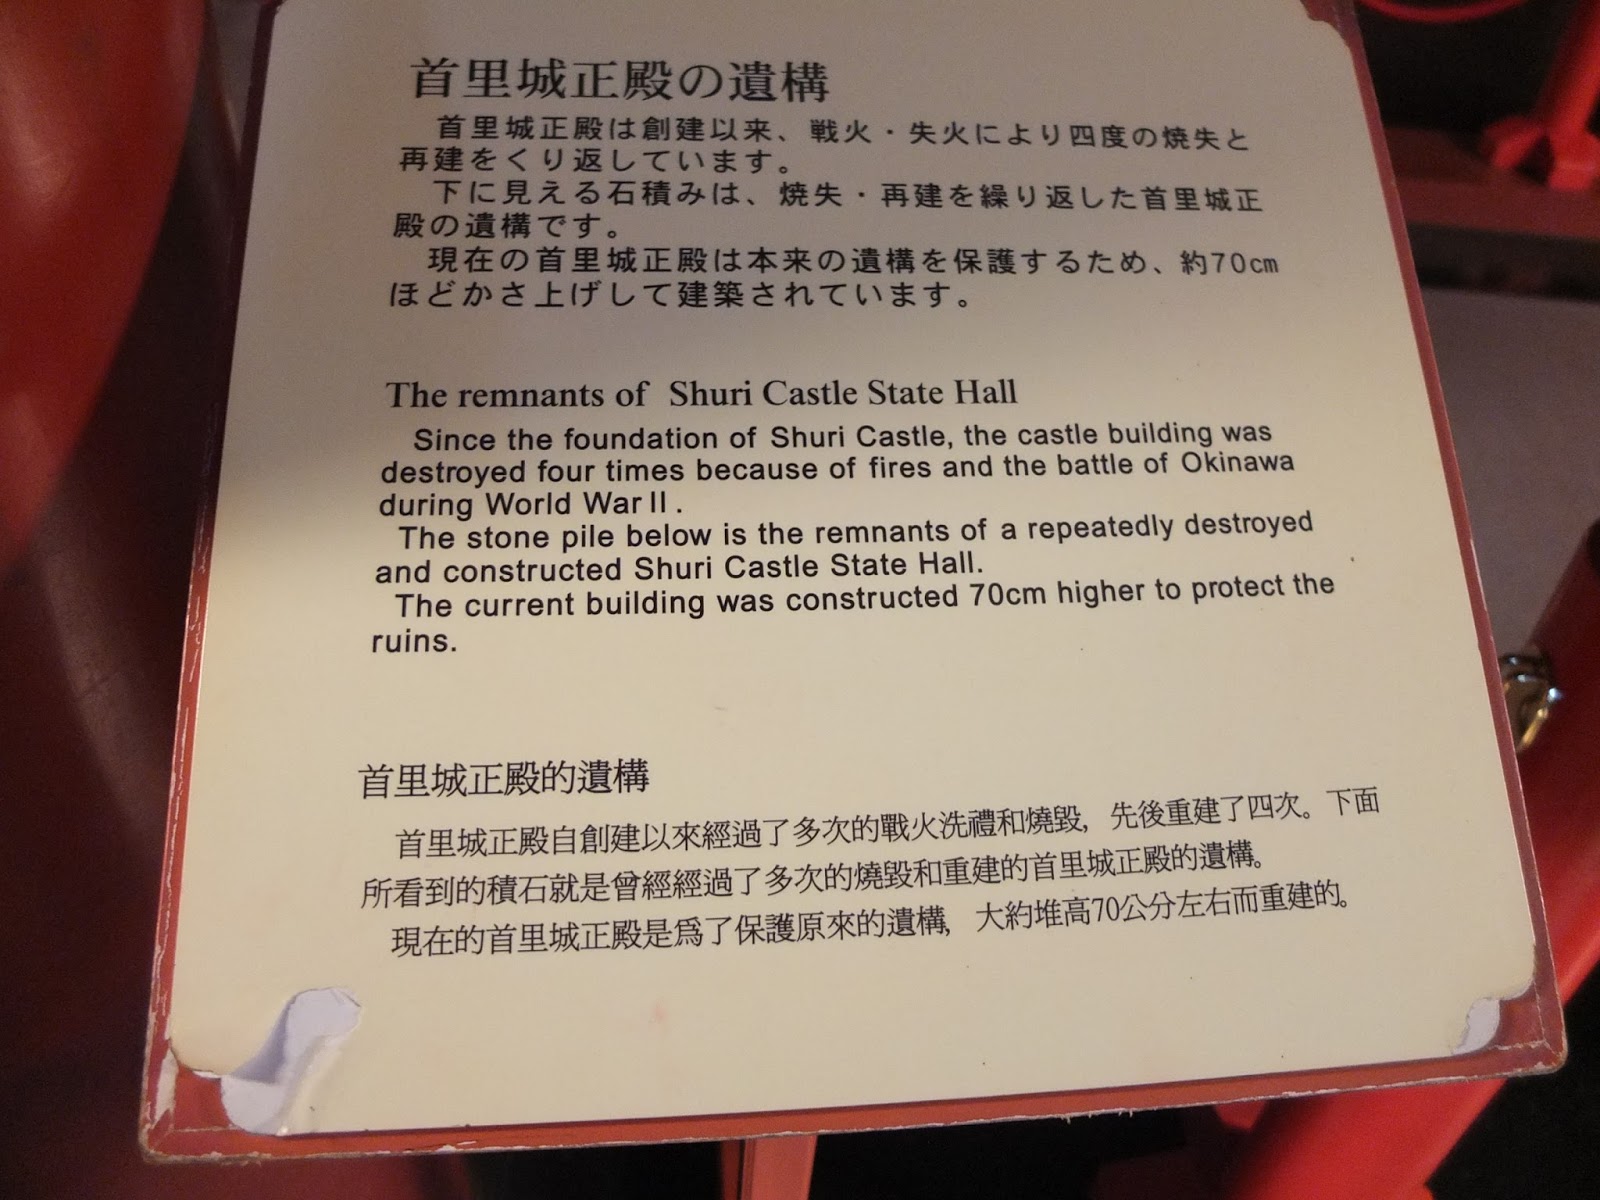 首里城正殿の遺構
首里城正殿は創建以来、戦火・失火により四度の焼失と
再建をくり返しています。
下に見える石積みは、焼失・再建を繰り返した首里城正
殿の遺構です。
現在の首里城正殿は本来の遺構を保護するため、約70cm
ほどかさ上げして建築されています。
The remnants of Shuri Castle State Hall
Since the foundation of Shuri Castle, the castle building was
destroyed four times because of fires and the battle of Okinawa
during World War II.
The stone pile below is the remnants of a repeatedly destroyed
and constructed Shuri Castle State Hall.
The current building was constructed 70cm higher to protect the
ruins.
首里城正殿的遺構
首里城正殿自創建以來經過了多次的戰火洗禮和燒毀，先後重建了四次。下面
所看到的積石就是曾經經過了多次的燒毀和重建的首里城正殿的遺構。
現在的首里城正殿是爲了保護原來的遺構，大約堆高70公分左右而重建的。